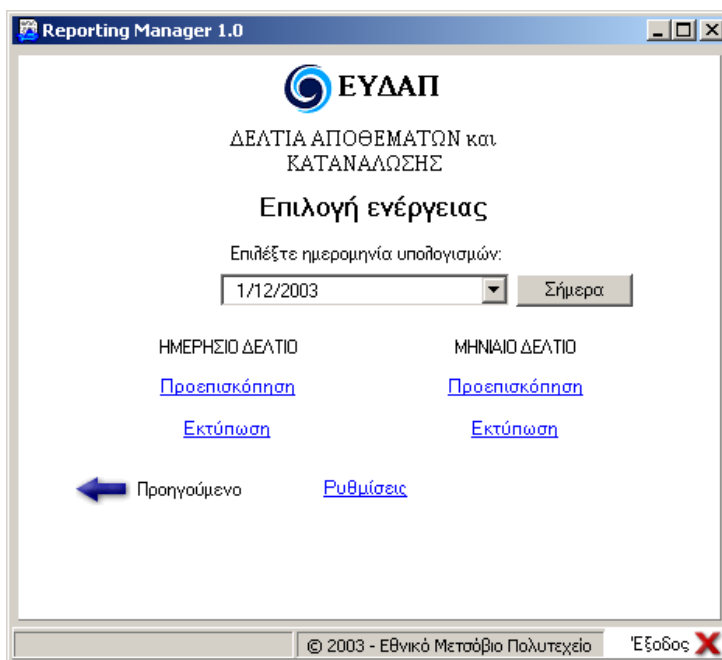 Reporting Manager 1.0
ΕΥΔΑΠ
ΔΕΛΤΙΑ ΑΠΟΘΕΜΑΤΩΝ και
ΚΑΤΑΝΑΛΩΣΗΣ
Επιλογή ενέργειας
Επιλέξτε ημερομηνία υπολογισμών:
1/12/2003 Σήμερα
ΗΜΕΡΗΣΙΟ ΔΕΛΤΙΟ ΜΗΝΙΑΙΟ ΔΕΛΤΙΟ
Προεπισκόπηση Προεπισκόπηση
Εκτύπωση Εκτύπωση
Προηγούμενο Ρυθμίσεις
© 2003 - Εθνικό Μετσόβιο Πολυτεχείο Έξοδος